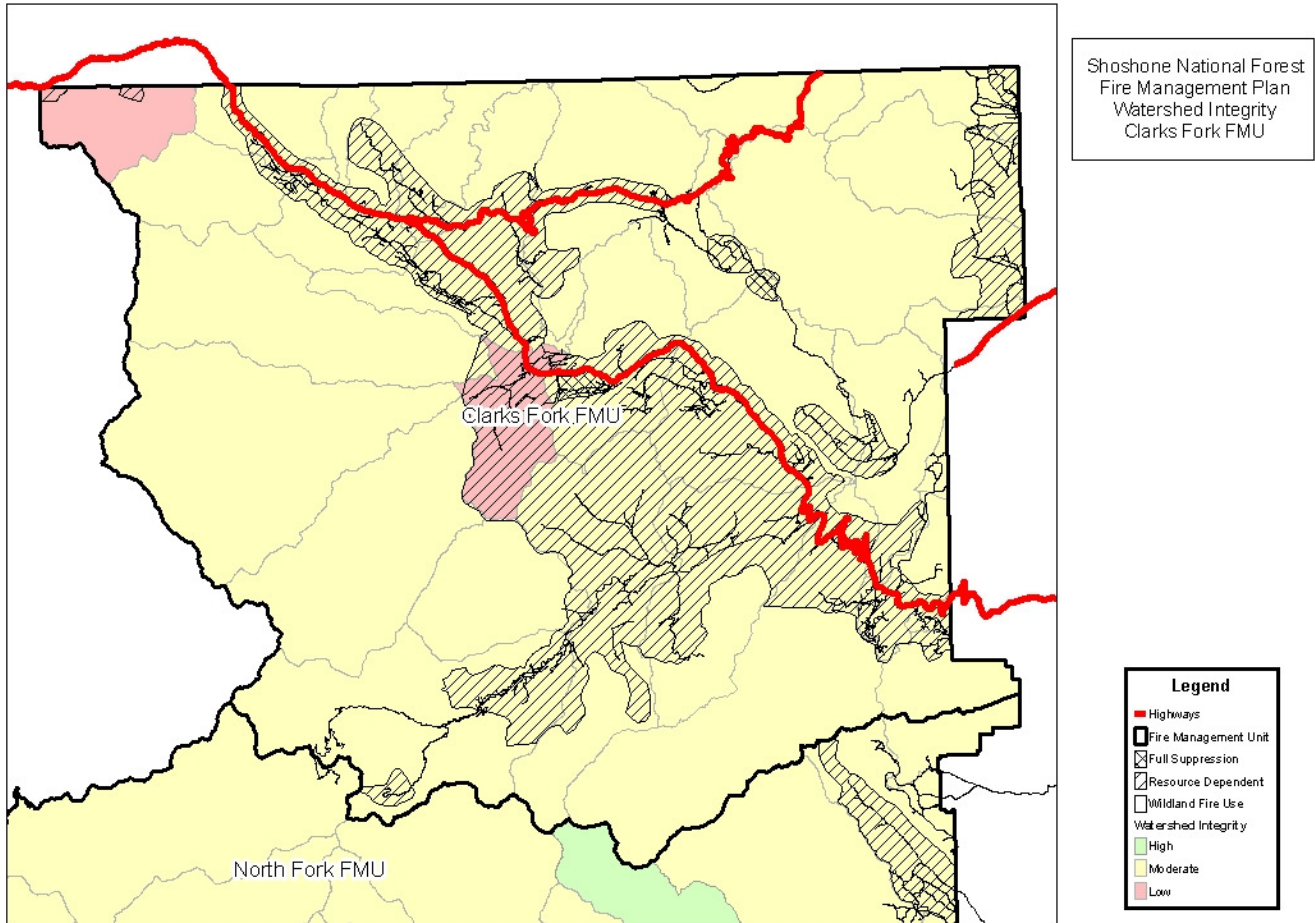 Shoshone National Forest
Fire Management Plan
Watershed Integrity
Clarks Fork FMU
Clarks Fork FMU
North Fork FMU
Legend
Highways
Fire Management Unit
Full Suppression
Resource Dependent
Wildland Fire Use
Watershed Integrity
High
Moderate
Low